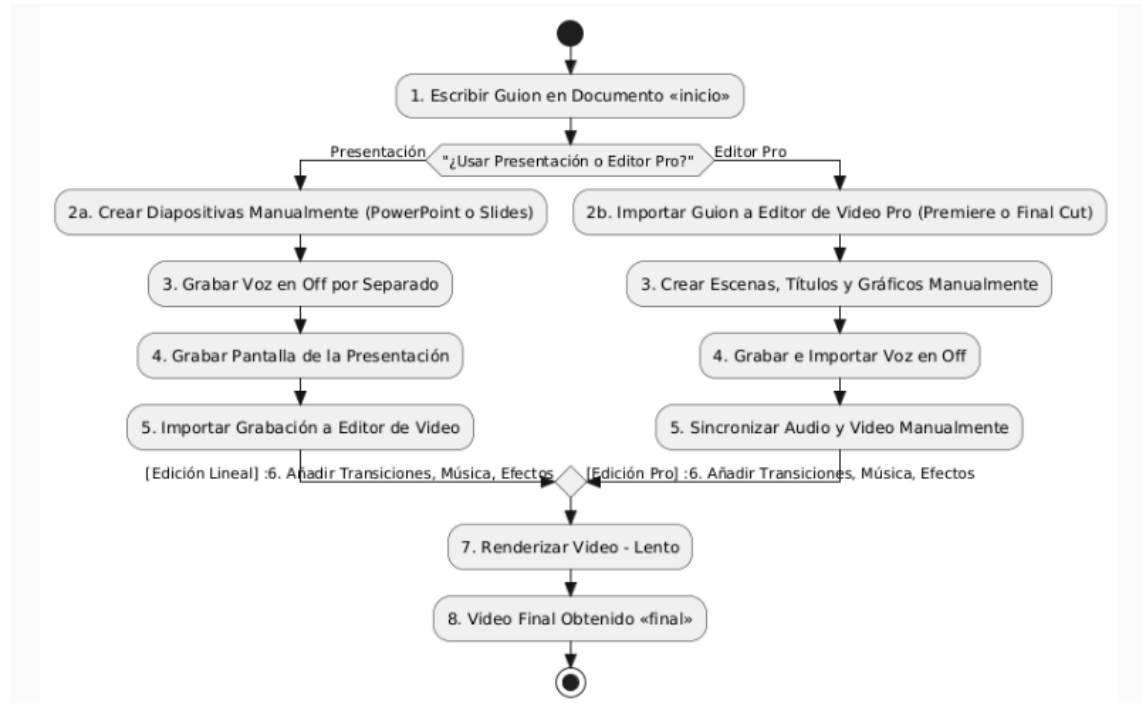 1. Escribir Guion en Documento «inicio»
Presentación
"¿Usar Presentación o Editor Pro?"
Editor Pro
2a. Crear Diapositivas Manualmente (PowerPoint o Slides)
2b. Importar Guion a Editor de Video Pro (Premiere o Final Cut)
3. Grabar Voz en Off por Separado
3. Crear Escenas, Títulos y Gráficos Manualmente
4. Grabar Pantalla de la Presentación
4. Grabar e Importar Voz en Off
5. Importar Grabación a Editor de Video
5. Sincronizar Audio y Video Manualmente
[Edición Lineal] :6. Añadir Transiciones, Música, Efectos
[Edición Pro] :6. Añadir Transiciones, Música, Efectos
7. Renderizar Video - Lento
8. Video Final Obtenido «final»